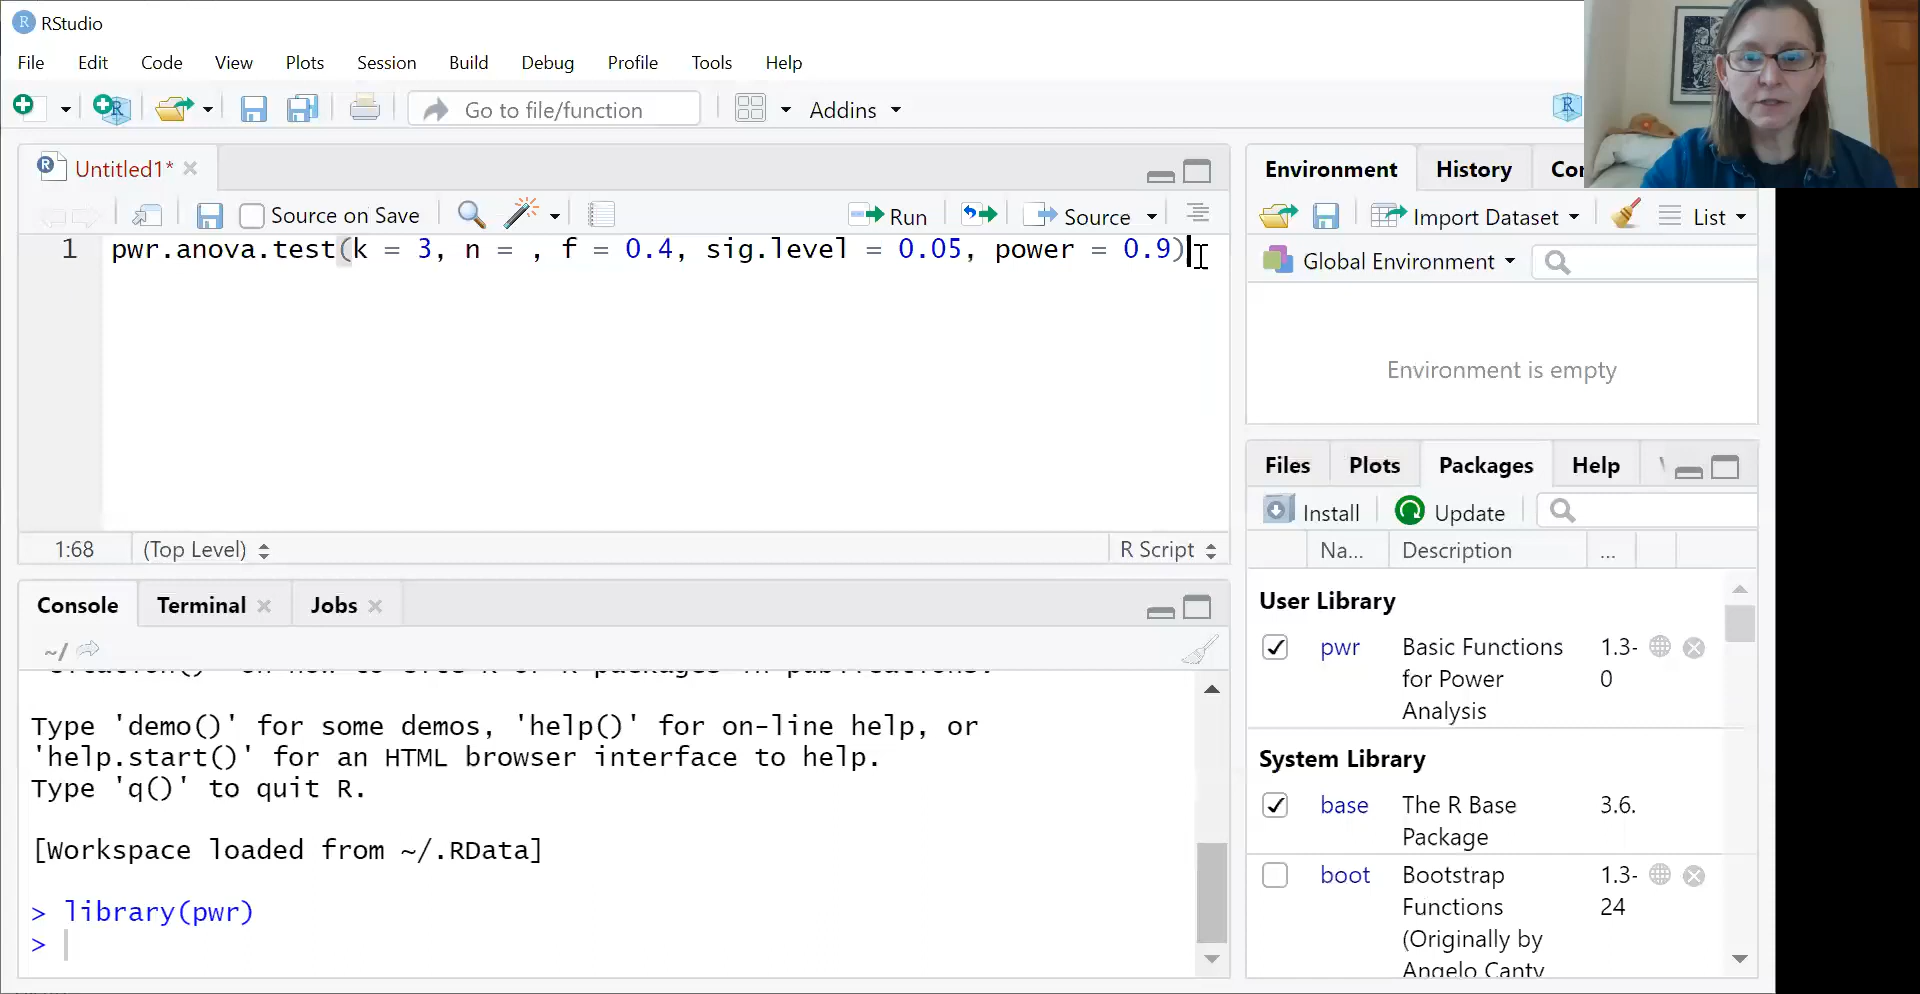 RStudio
File Edit Code View Plots Session Build Debug Profile Tools Help
Go to file/function Addins
Untitled1*
Source on Save Run Source
1 pwr.anova.test(k = 3, n = , f = 0.4, sig.level = 0.05, power = 0.9)
1:68 (Top Level) R Script
Console Terminal Jobs
~/
Type 'demo()' for some demos, 'help()' for on-line help, or
'help.start()' for an HTML browser interface to help.
Type 'q()' to quit R.
[Workspace loaded from ~/.RData]
> library(pwr)
>
Environment History Con
Import Dataset List
Global Environment
Environment is empty
Files Plots Packages Help
Install Update
Na... Description ...
User Library
pwr Basic Functions 1.3-
for Power 0
Analysis
System Library
base The R Base 3.6.
Package
boot Bootstrap 1.3-
Functions 24
(Originally by
Angelo Canty